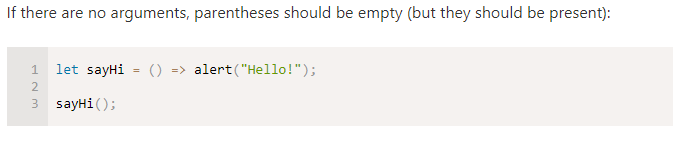 If there are no arguments, parentheses should be empty (but they should be present):
1 let sayHi = () => alert("Hello!");
2
3 sayHi();